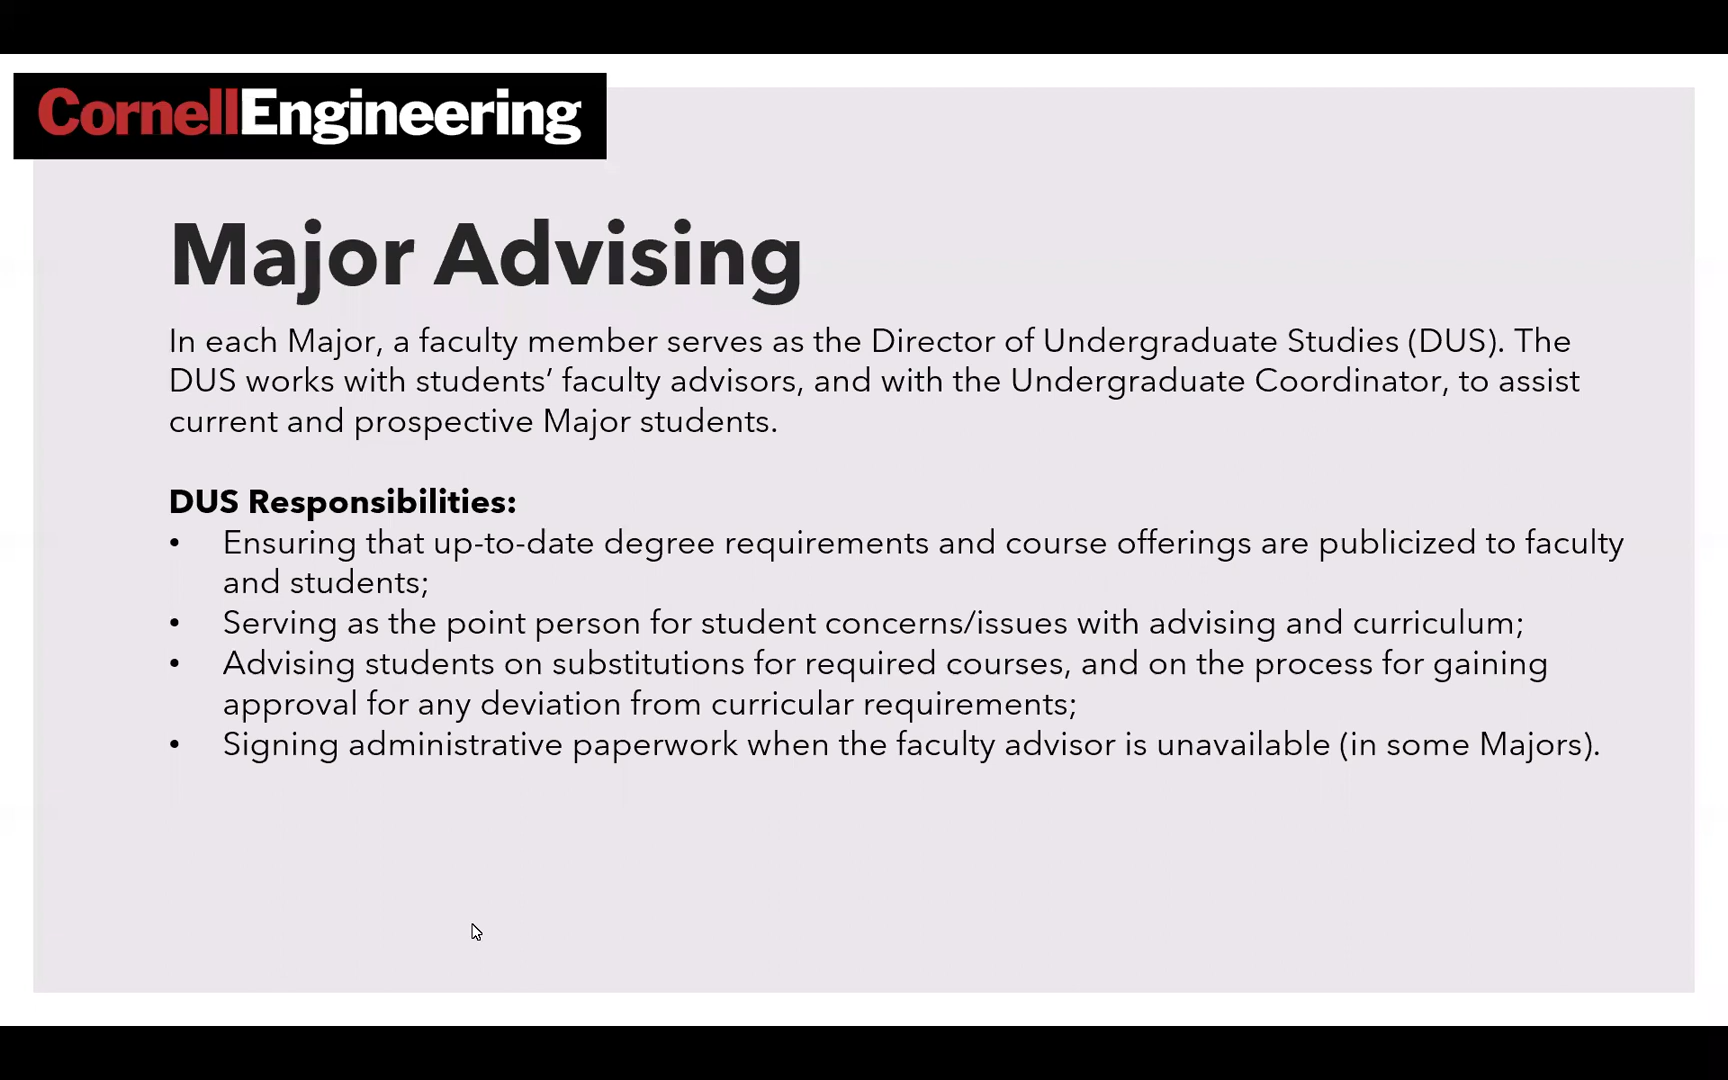 CornellEngineering
Major Advising
In each Major, a faculty member serves as the Director of Undergraduate Studies (DUS). The
DUS works with students’ faculty advisors, and with the Undergraduate Coordinator, to assist
current and prospective Major students.
DUS Responsibilities:
• Ensuring that up-to-date degree requirements and course offerings are publicized to faculty
and students;
• Serving as the point person for student concerns/issues with advising and curriculum;
• Advising students on substitutions for required courses, and on the process for gaining
approval for any deviation from curricular requirements;
• Signing administrative paperwork when the faculty advisor is unavailable (in some Majors).